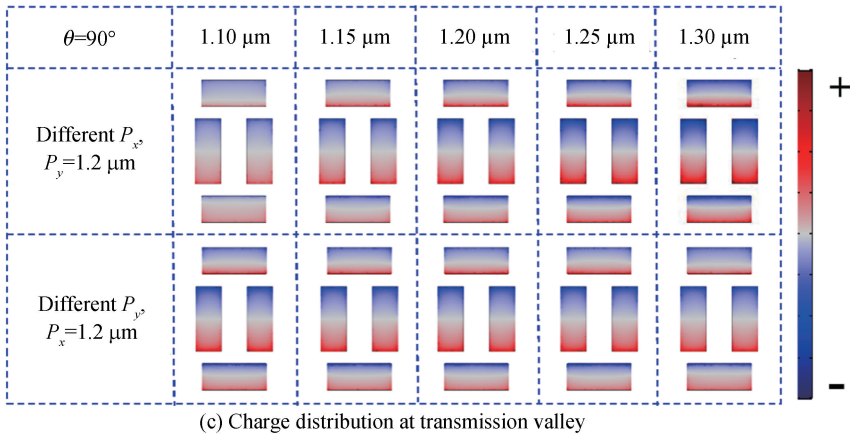 θ=90°
1.10 μm
1.15 μm
1.20 μm
1.25 μm
1.30 μm
Different Px,
Py=1.2 μm
Different Py,
Px=1.2 μm
+
-
(c) Charge distribution at transmission valley